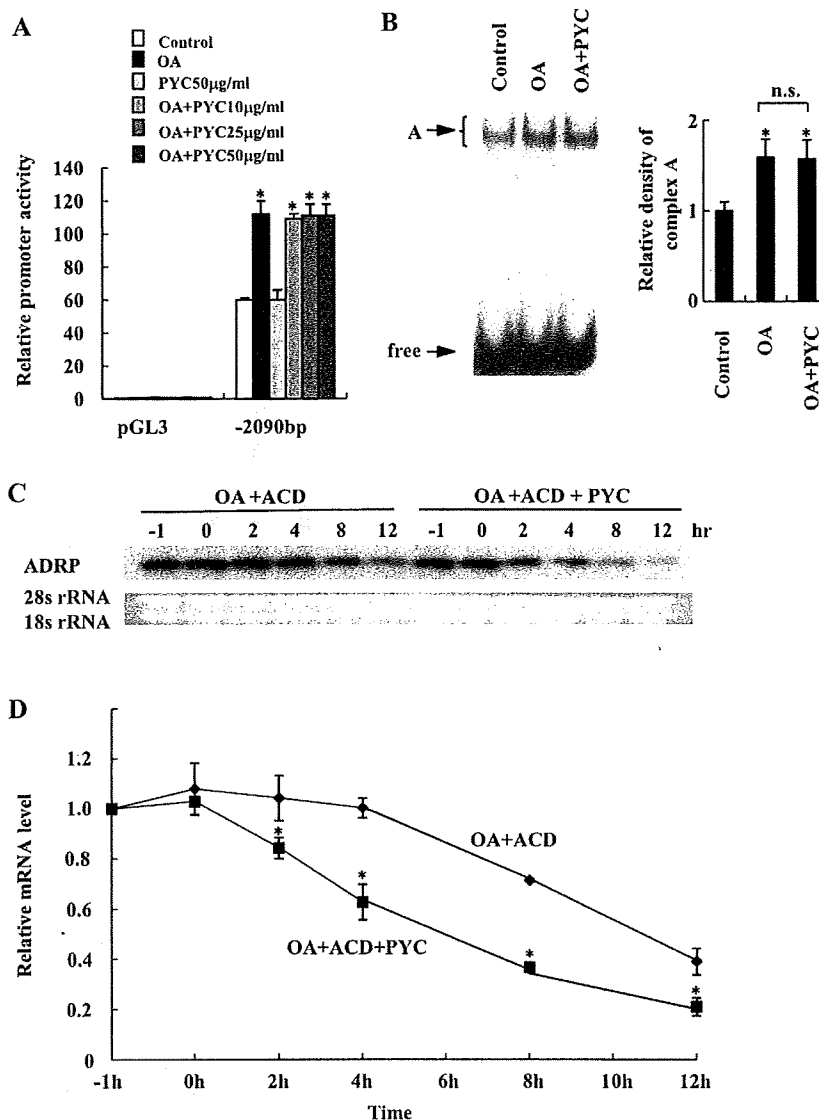 A
Control
OA
PYC50μg/ml
OA+PYC10μg/ml
OA+PYC25μg/ml
OA+PYC50μg/ml
Relative promoter activity
140
120
100
80
60
40
20
0
* * * *
pGL3 -2090bp
B
Control OA OA+PYC
A
free
n.s.
* *
Relative density of complex A
2
1
0
Control OA OA+PYC
C
OA +ACD OA +ACD + PYC
-1 0 2 4 8 12 -1 0 2 4 8 12 hr
ADRP
28s rRNA
18s rRNA
D
Relative mRNA level
1.2
1.0
0.8
0.6
0.4
0.2
0
OA+ACD
OA+ACD+PYC
* * * *
-1h 0h 2h 4h 6h 8h 10h 12h
Time